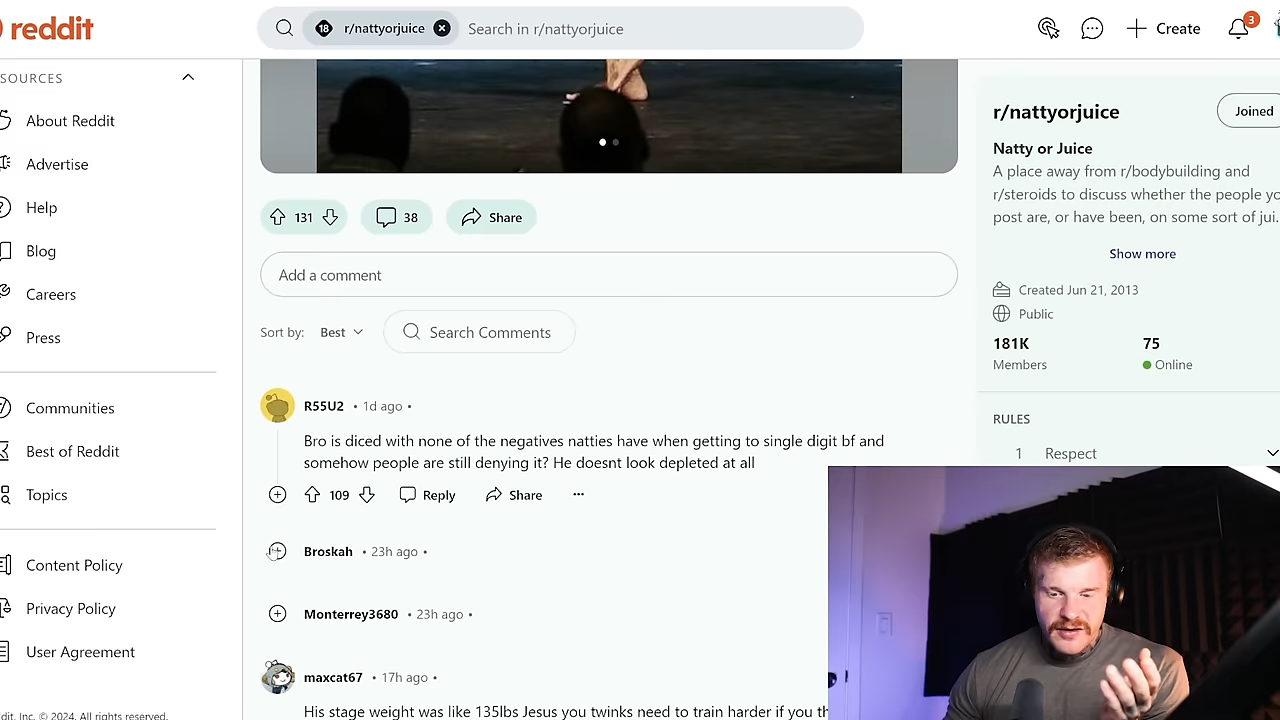 reddit
18 r/nattyorjuice Search in r/nattyorjuice
Create
3
SOURCES
About Reddit
Advertise
Help
Blog
Careers
Press
Communities
Best of Reddit
Topics
Content Policy
Privacy Policy
User Agreement
dit, Inc. © 2024. All rights reserved.
131 38 Share
Add a comment
Sort by: Best Search Comments
R55U2 • 1d ago •
Bro is diced with none of the negatives natties have when getting to single digit bf and
somehow people are still denying it? He doesnt look depleted at all
109 Reply Share ...
Broskah • 23h ago •
Monterrey3680 • 23h ago •
maxcat67 • 17h ago •
His stage weight was like 135lbs Jesus you twinks need to train harder if you th
r/nattyorjuice
Joined
Natty or Juice
A place away from r/bodybuilding and
r/steroids to discuss whether the people yo
post are, or have been, on some sort of jui...
Show more
Created Jun 21, 2013
Public
181K 75
Members Online
RULES
1 Respect